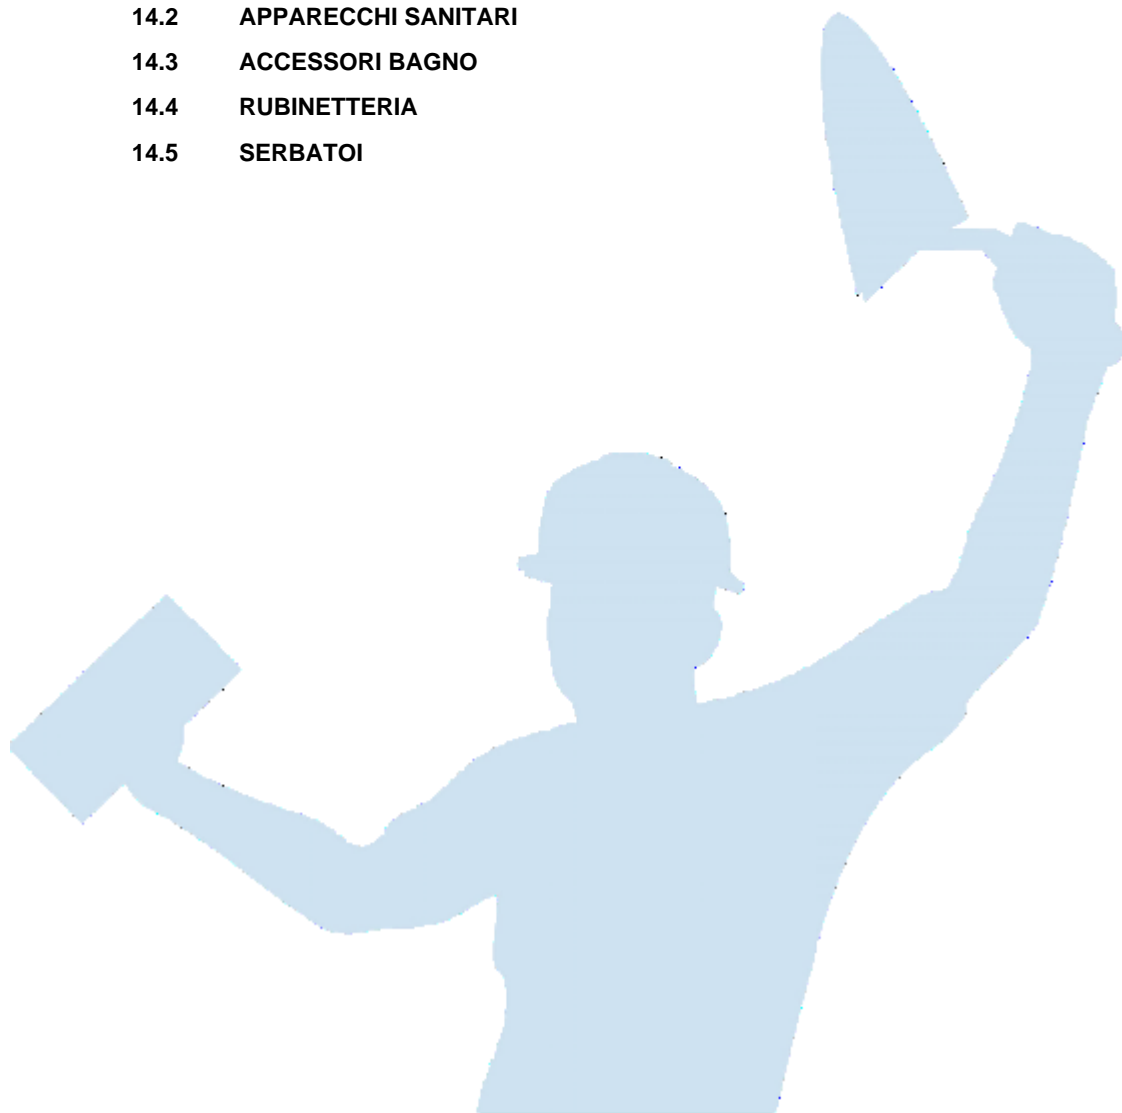 14.2 APPARECCHI SANITARI
14.3 ACCESSORI BAGNO
14.4 RUBINETTERIA
14.5 SERBATOI